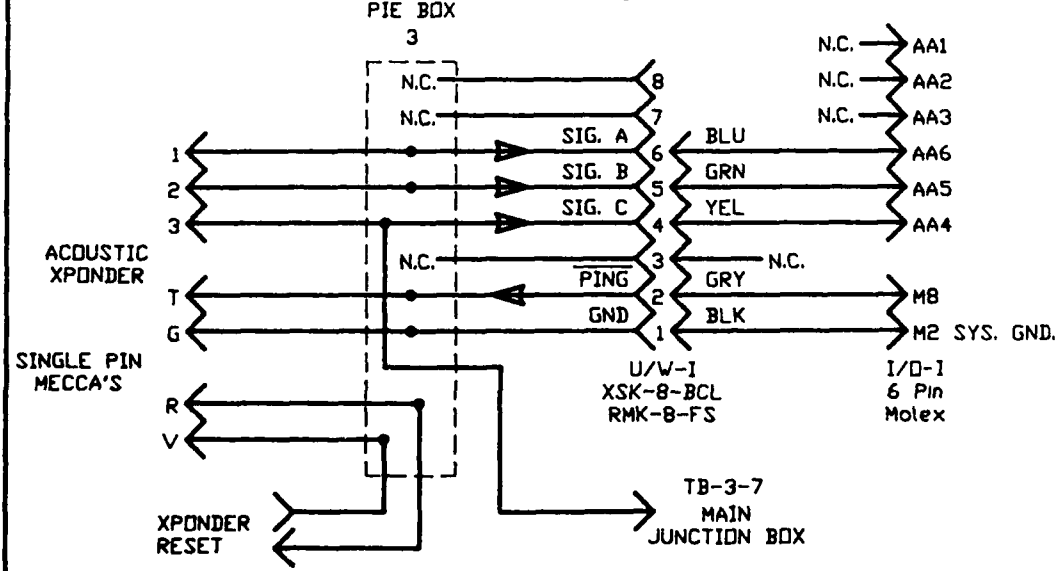 PIE BOX
3
N.C. AA1
N.C. 8 N.C. AA2
N.C. 7 N.C. AA3
1 SIG. A 6 BLU AA6
2 SIG. B 5 GRN AA5
3 SIG. C 4 YEL AA4
ACOUSTIC
XPONDER
N.C. 3 N.C.
T PING 2 GRY M8
G GND 1 BLK M2 SYS. GND.
SINGLE PIN
MECCA'S
U/W-I
XSK-8-BCL
RMK-8-FS
I/O-I
6 Pin
Molex
R
V
XPONDER
RESET
TB-3-7
MAIN
JUNCTION BOX